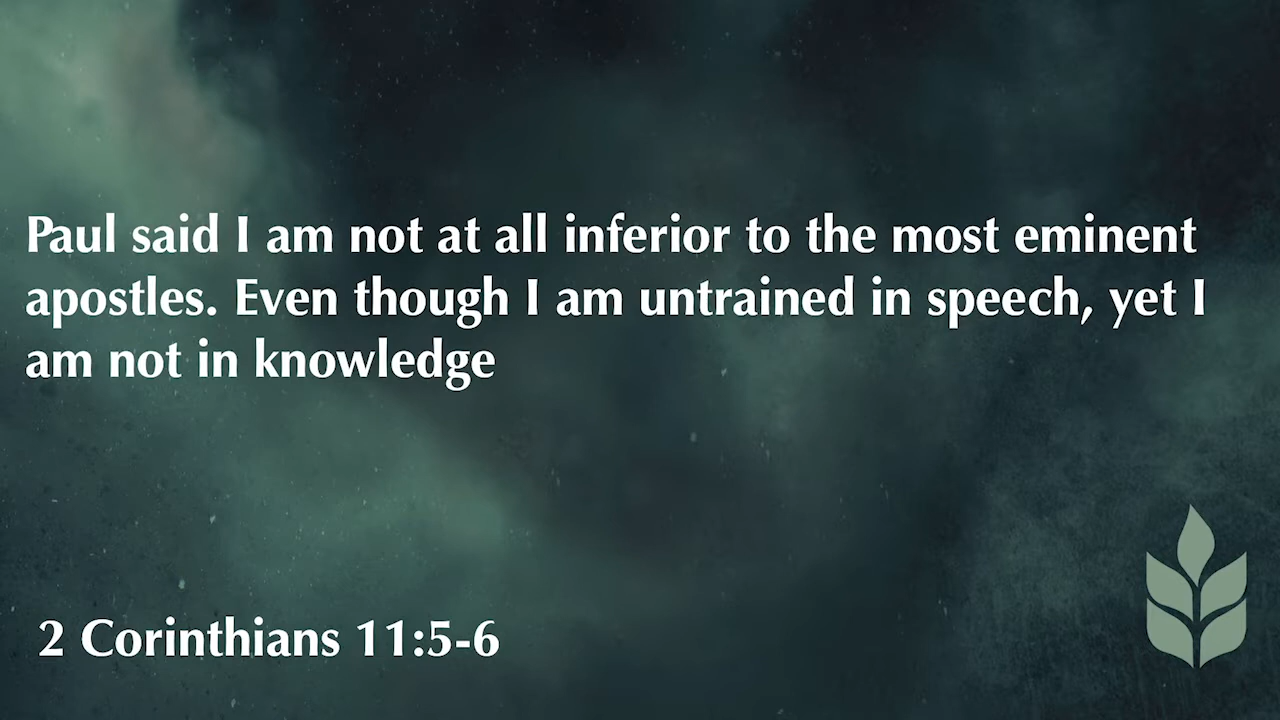 Paul said I am not at all inferior to the most eminent
apostles. Even though I am untrained in speech, yet I
am not in knowledge
2 Corinthians 11:5-6